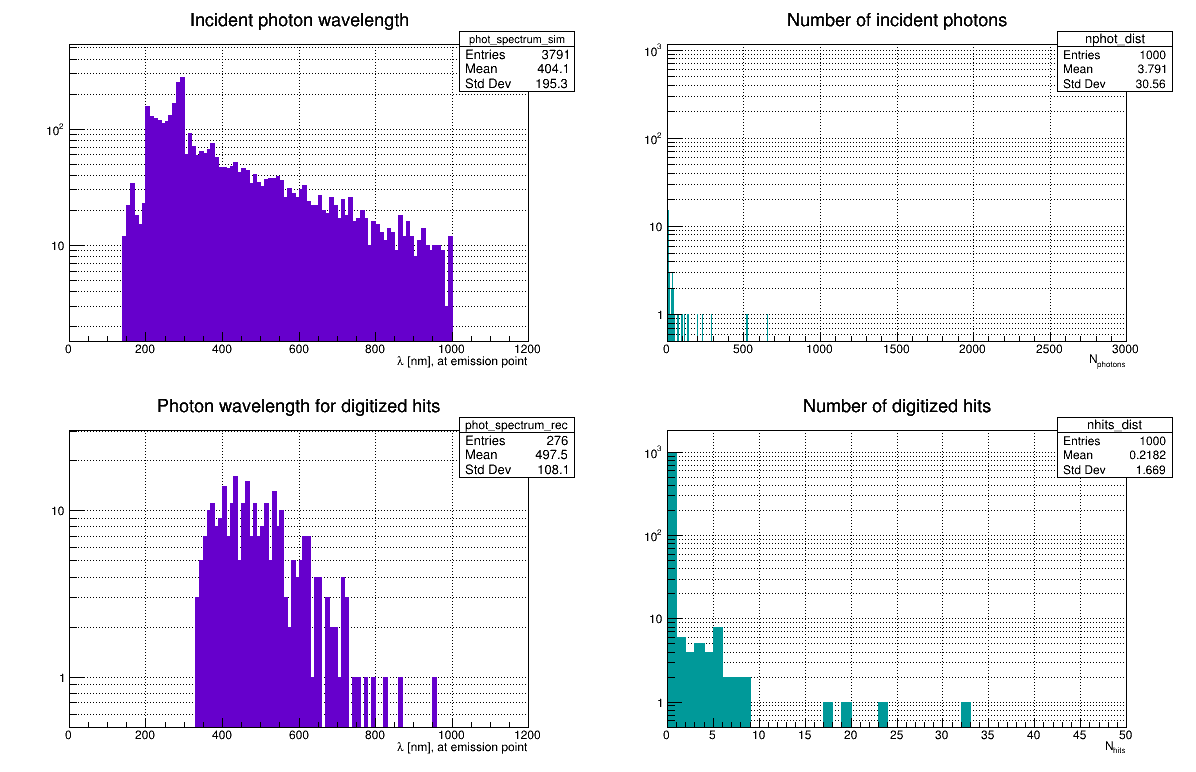 Incident photon wavelength
phot_spectrum_sim
Entries 3791
Mean 404.1
Std Dev 195.3
10²
10
0 200 400 600 800 1000 1200
λ [nm], at emission point
Number of incident photons
nphot_dist
Entries 1000
Mean 3.791
Std Dev 30.56
10³
10²
10
1
0 500 1000 1500 2000 2500 3000
Nphotons
Photon wavelength for digitized hits
phot_spectrum_rec
Entries 276
Mean 497.5
Std Dev 108.1
10
1
0 200 400 600 800 1000 1200
λ [nm], at emission point
Number of digitized hits
nhits_dist
Entries 1000
Mean 0.2182
Std Dev 1.669
10³
10²
10
1
0 5 10 15 20 25 30 35 40 45 50
Nhits